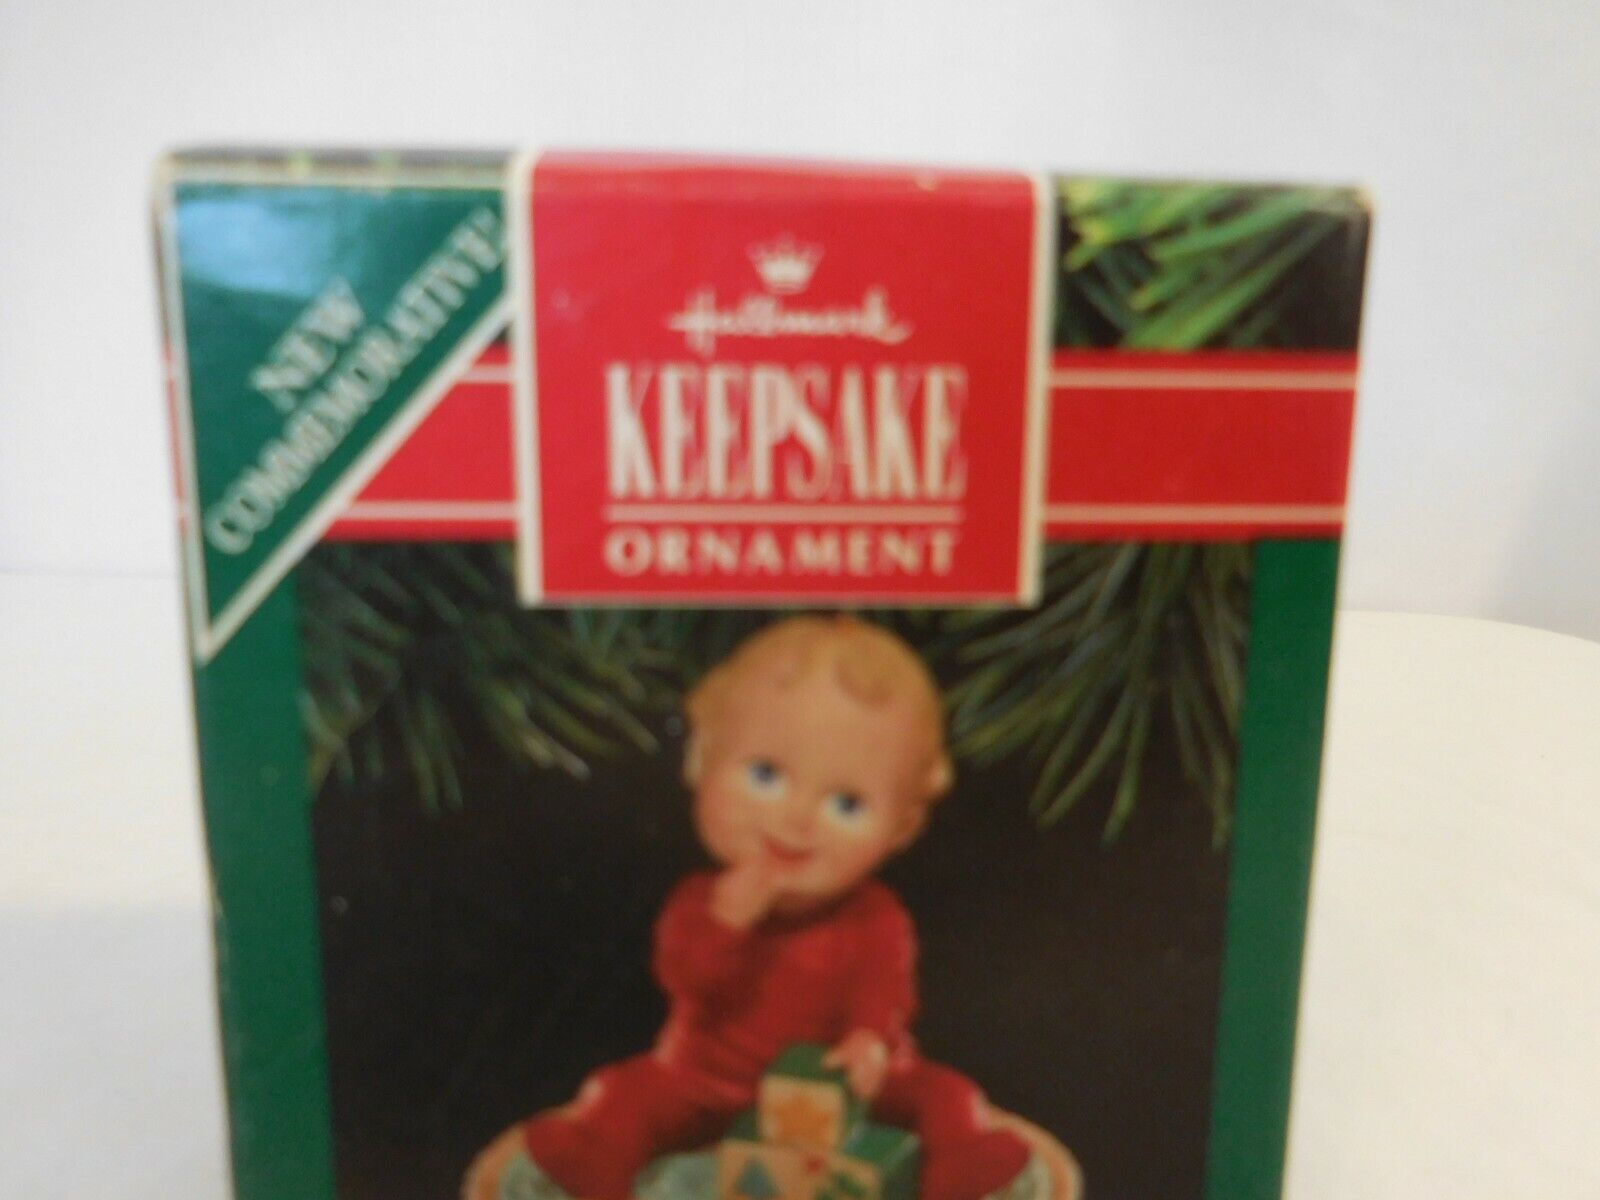 NEW
COMMEMORATIVE
Hallmark
KEEPSAKE
ORNAMENT